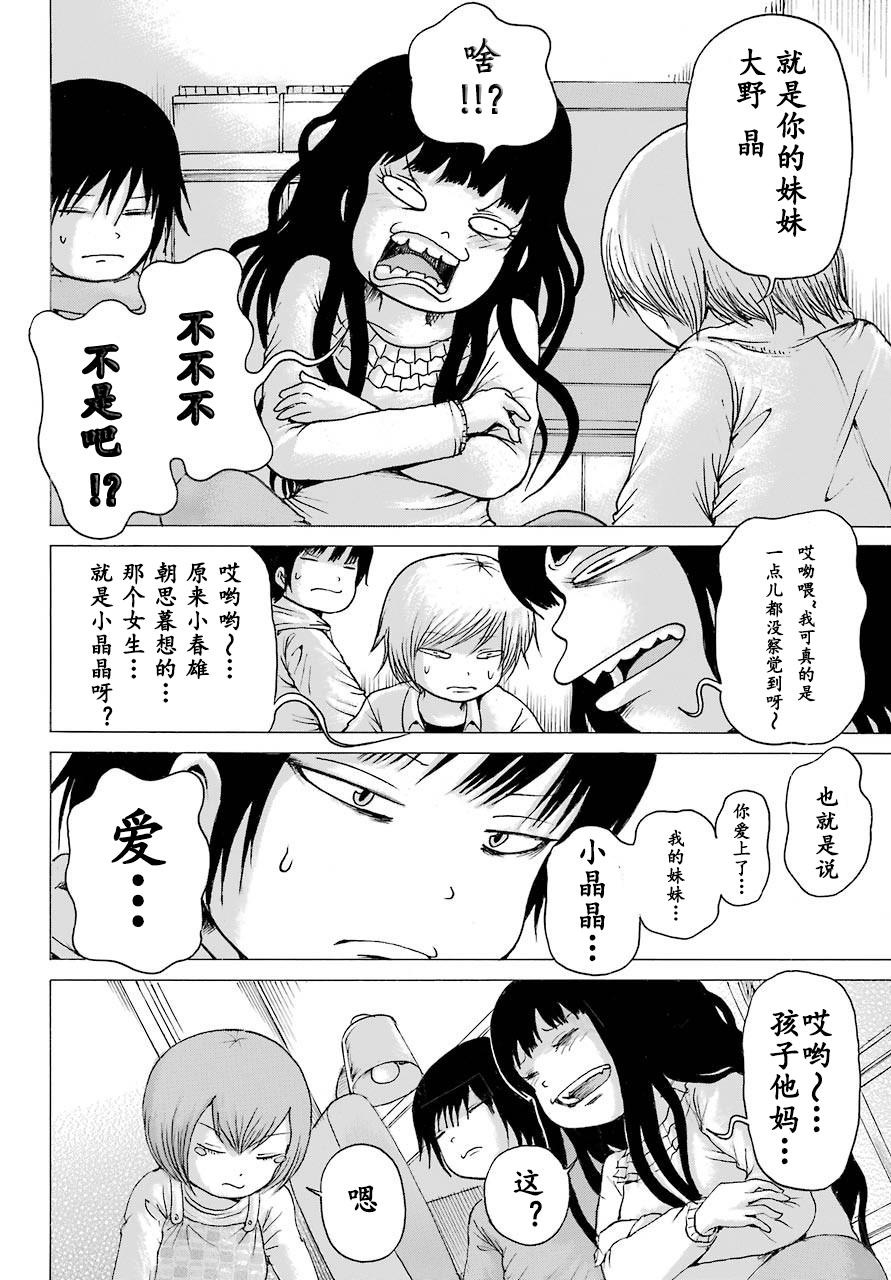 就是你的妹妹
大野 晶
啥
!!?
不不不
不是吧!?
哎呦喂~我可真的是
一点儿都没察觉到呀~
哎哟哟~…
原来小春雄
朝思暮想的…
那个女生…
就是小晶晶呀?
也就是说
你爱上了…
我的妹妹…
小晶晶…
爱…
哎哟~…
孩子他妈…
这?
嗯